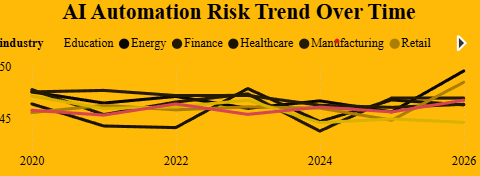 AI Automation Risk Trend Over Time
industry Education Energy Finance Healthcare Manufacturing Retail
50
45
2020 2022 2024 2026